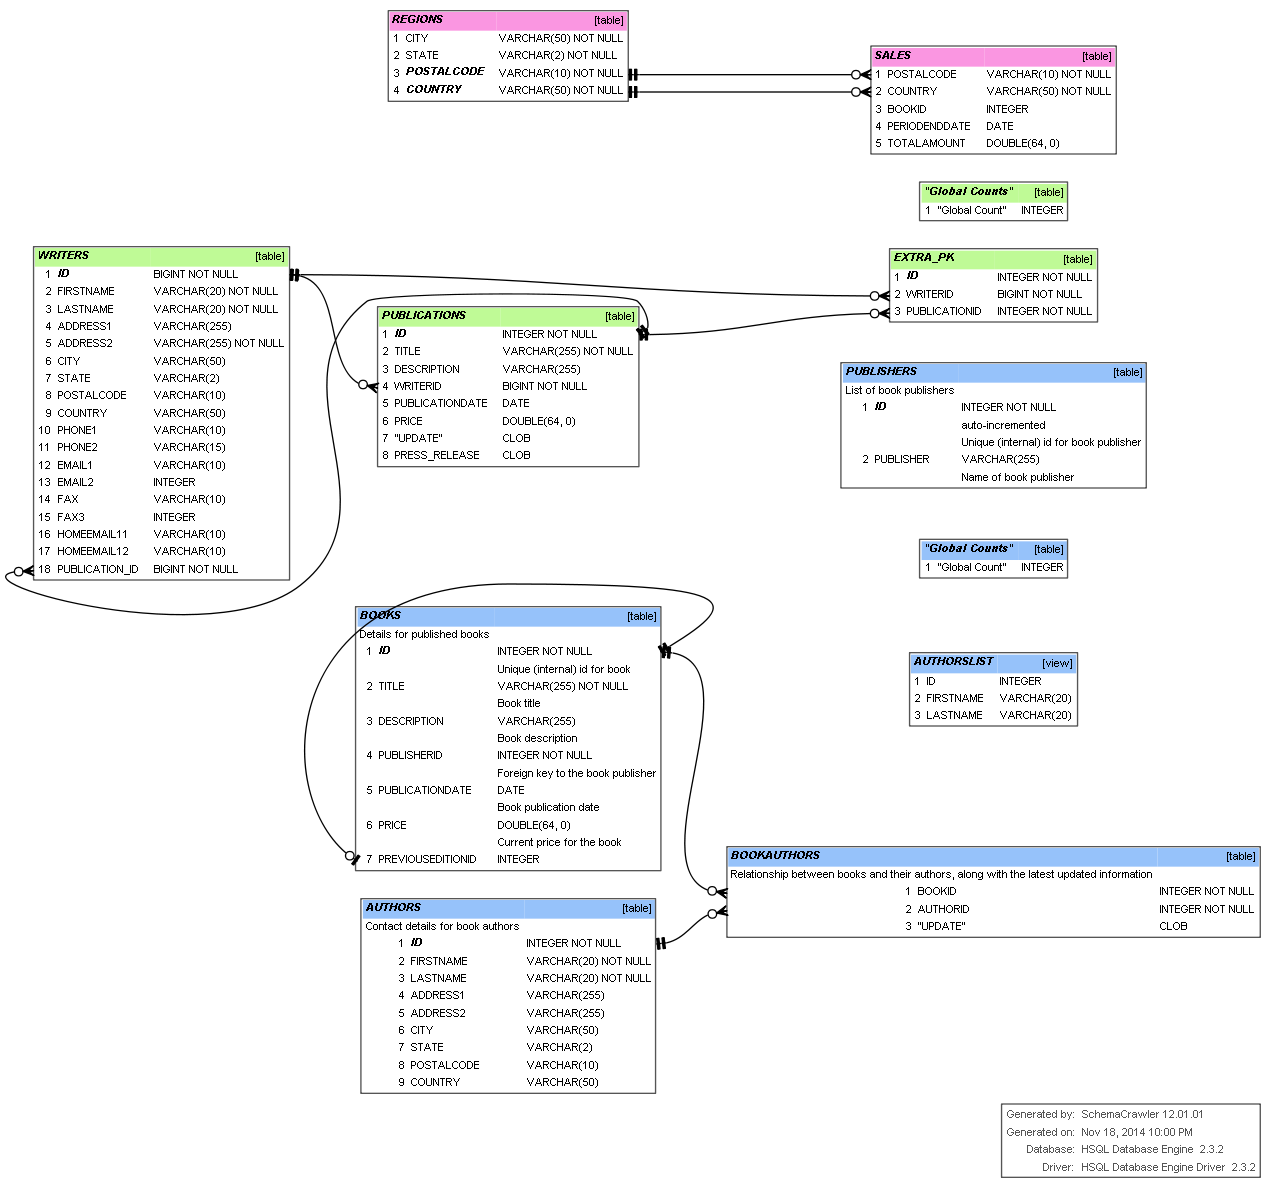 REGIONS [table]
1 CITY VARCHAR(50) NOT NULL
2 STATE VARCHAR(2) NOT NULL
3 POSTALCODE VARCHAR(10) NOT NULL
4 COUNTRY VARCHAR(50) NOT NULL
SALES [table]
1 POSTALCODE VARCHAR(10) NOT NULL
2 COUNTRY VARCHAR(50) NOT NULL
3 BOOKID INTEGER
4 PERIODENDDATE DATE
5 TOTALAMOUNT DOUBLE(64, 0)
"Global Counts" [table]
1 "Global Count" INTEGER
WRITERS [table]
1 ID BIGINT NOT NULL
2 FIRSTNAME VARCHAR(20) NOT NULL
3 LASTNAME VARCHAR(20) NOT NULL
4 ADDRESS1 VARCHAR(255)
5 ADDRESS2 VARCHAR(255) NOT NULL
6 CITY VARCHAR(50)
7 STATE VARCHAR(2)
8 POSTALCODE VARCHAR(10)
9 COUNTRY VARCHAR(50)
10 PHONE1 VARCHAR(10)
11 PHONE2 VARCHAR(15)
12 EMAIL1 VARCHAR(10)
13 EMAIL2 INTEGER
14 FAX VARCHAR(10)
15 FAX3 INTEGER
16 HOMEEMAIL11 VARCHAR(10)
17 HOMEEMAIL12 VARCHAR(10)
18 PUBLICATION_ID BIGINT NOT NULL
EXTRA_PK [table]
1 ID INTEGER NOT NULL
2 WRITERID BIGINT NOT NULL
3 PUBLICATIONID INTEGER NOT NULL
PUBLICATIONS [table]
1 ID INTEGER NOT NULL
2 TITLE VARCHAR(255) NOT NULL
3 DESCRIPTION VARCHAR(255)
4 WRITERID BIGINT NOT NULL
5 PUBLICATIONDATE DATE
6 PRICE DOUBLE(64, 0)
7 "UPDATE" CLOB
8 PRESS_RELEASE CLOB
PUBLISHERS [table]
List of book publishers
1 ID INTEGER NOT NULL
auto-incremented
Unique (internal) id for book publisher
2 PUBLISHER VARCHAR(255)
Name of book publisher
"Global Counts" [table]
1 "Global Count" INTEGER
BOOKS [table]
Details for published books
1 ID INTEGER NOT NULL
Unique (internal) id for book
2 TITLE VARCHAR(255) NOT NULL
Book title
3 DESCRIPTION VARCHAR(255)
Book description
4 PUBLISHERID INTEGER NOT NULL
Foreign key to the book publisher
5 PUBLICATIONDATE DATE
Book publication date
6 PRICE DOUBLE(64, 0)
Current price for the book
7 PREVIOUSEDITIONID INTEGER
AUTHORSLIST [view]
1 ID INTEGER
2 FIRSTNAME VARCHAR(20)
3 LASTNAME VARCHAR(20)
BOOKAUTHORS [table]
Relationship between books and their authors, along with the latest updated information
1 BOOKID INTEGER NOT NULL
2 AUTHORID INTEGER NOT NULL
3 "UPDATE" CLOB
AUTHORS [table]
Contact details for book authors
1 ID INTEGER NOT NULL
2 FIRSTNAME VARCHAR(20) NOT NULL
3 LASTNAME VARCHAR(20) NOT NULL
4 ADDRESS1 VARCHAR(255)
5 ADDRESS2 VARCHAR(255)
6 CITY VARCHAR(50)
7 STATE VARCHAR(2)
8 POSTALCODE VARCHAR(10)
9 COUNTRY VARCHAR(50)
Generated by: SchemaCrawler 12.01.01
Generated on: Nov 18, 2014 10:00 PM
Database: HSQL Database Engine 2.3.2
Driver: HSQL Database Engine Driver 2.3.2